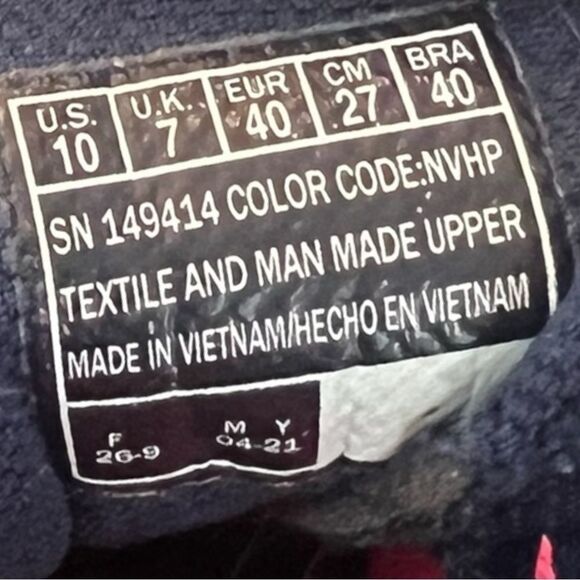 U.S. U.K. EUR CM BRA
10 7 40 27 40
SN 149414 COLOR CODE:NVHP
TEXTILE AND MAN MADE UPPER
MADE IN VIETNAM/HECHO EN VIETNAM
F M Y
26-9 04-21